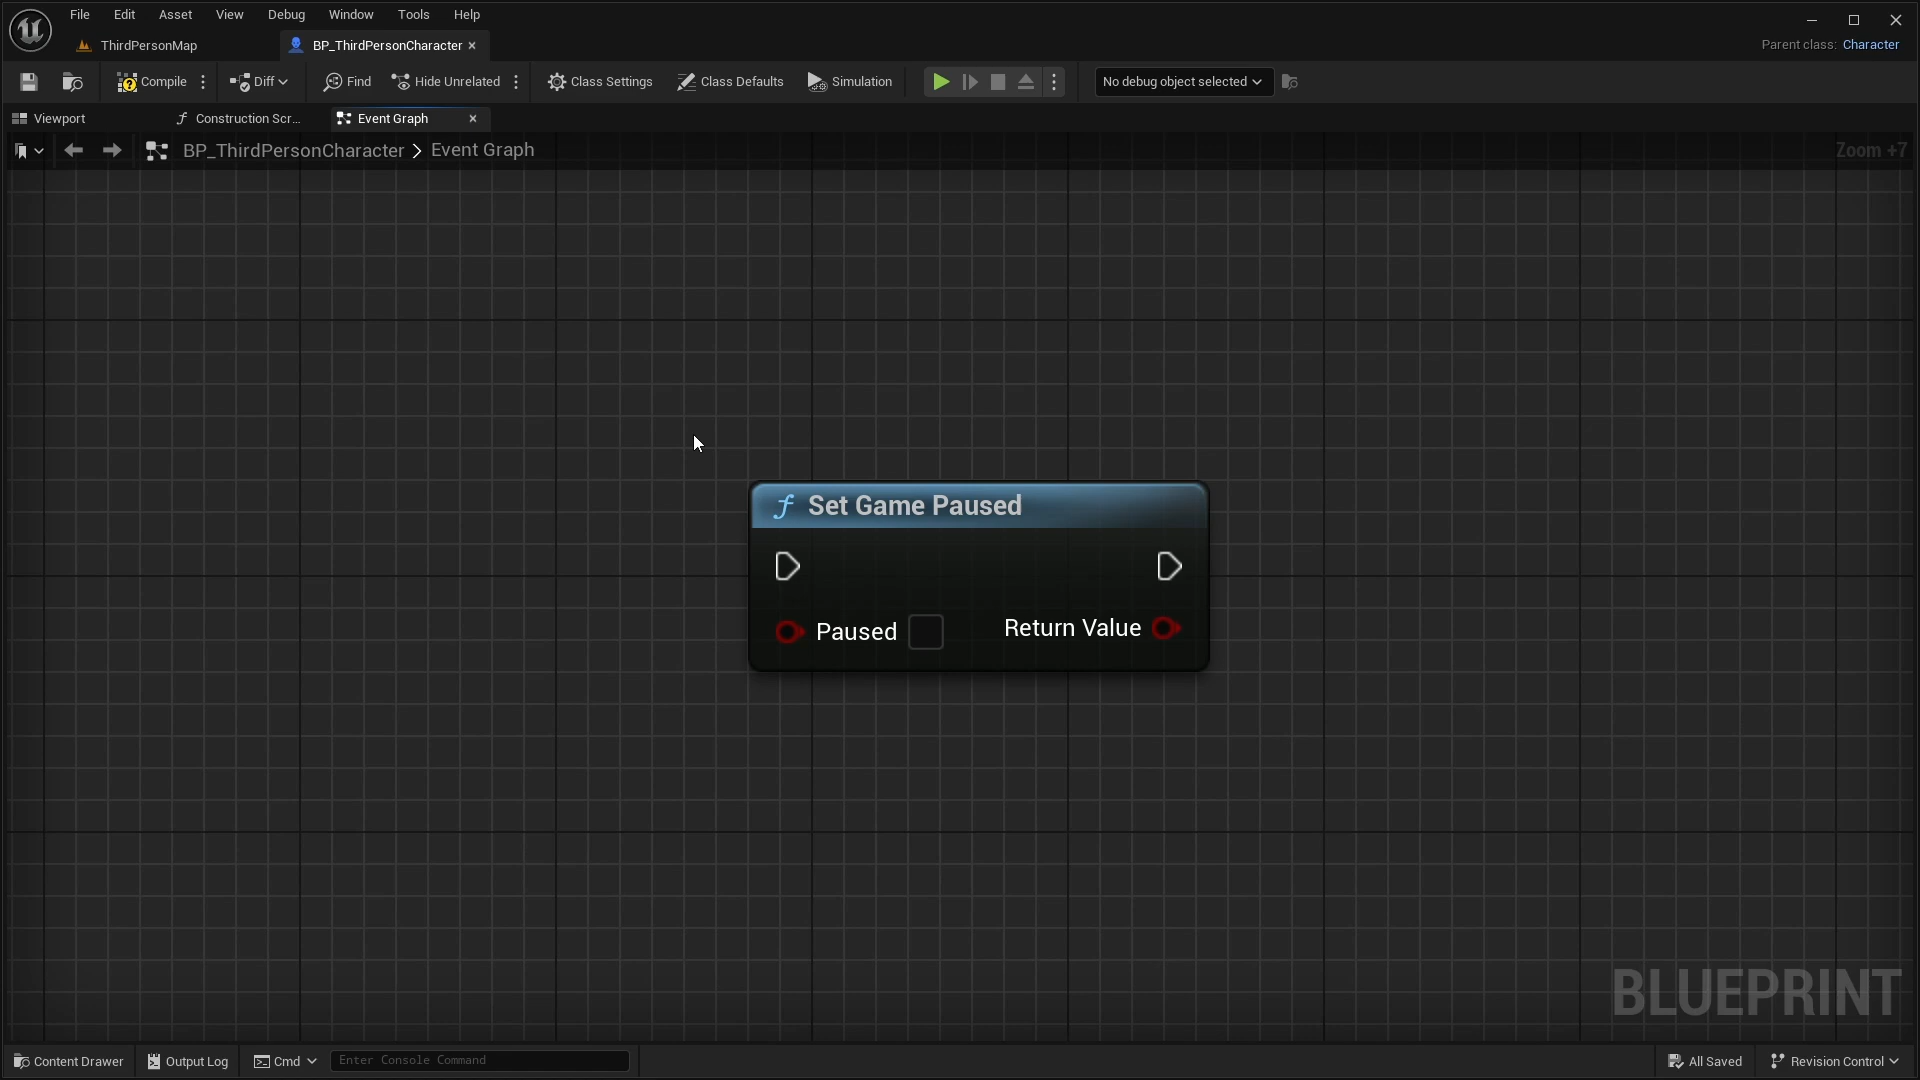 File Edit Asset View Debug Window Tools Help
ThirdPersonMap BP_ThirdPersonCharacter Parent class: Character
Compile Diff Find Hide Unrelated Class Settings Class Defaults Simulation No debug object selected
Viewport Construction Scr... Event Graph
BP_ThirdPersonCharacter > Event Graph Zoom +7
f Set Game Paused
Paused Return Value
BLUEPRINT
Content Drawer Output Log Cmd Enter Console Command All Saved Revision Control